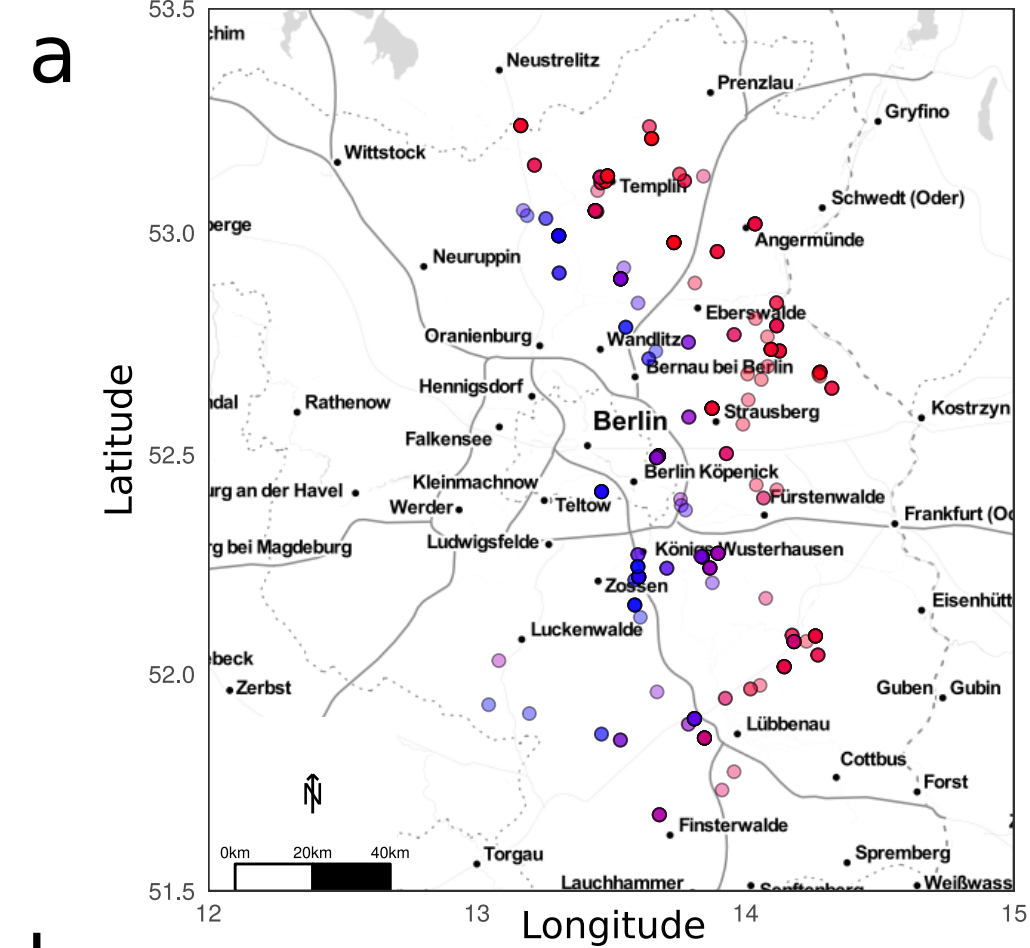 a
53.5
53.0
52.5
52.0
51.5
Latitude
chim
Neustrelitz
Prenzlau
Gryfino
Wittstock
Templin
Schwedt (Oder)
berge
Angermünde
Neuruppin
Eberswalde
Oranienburg
Wandlitz
Bernau bei Berlin
Hennigsdorf
ndal
Rathenow
Berlin
Strausberg
Kostrzyn
Falkensee
Berlin Köpenick
Kleinmachnow
urg an der Havel
Fürstenwalde
Werder
Teltow
Frankfurt (Od
Ludwigsfelde
rg bei Magdeburg
Königs Wusterhausen
Zossen
Eisenhütt
Luckenwalde
ebeck
Zerbst
Guben
Gubin
Lübbenau
Cottbus
Forst
N
Finsterwalde
0km 20km 40km
Torgau
Spremberg
Lauchhammer
Senftenberg
Weißwass
12 13 14 15
Longitude